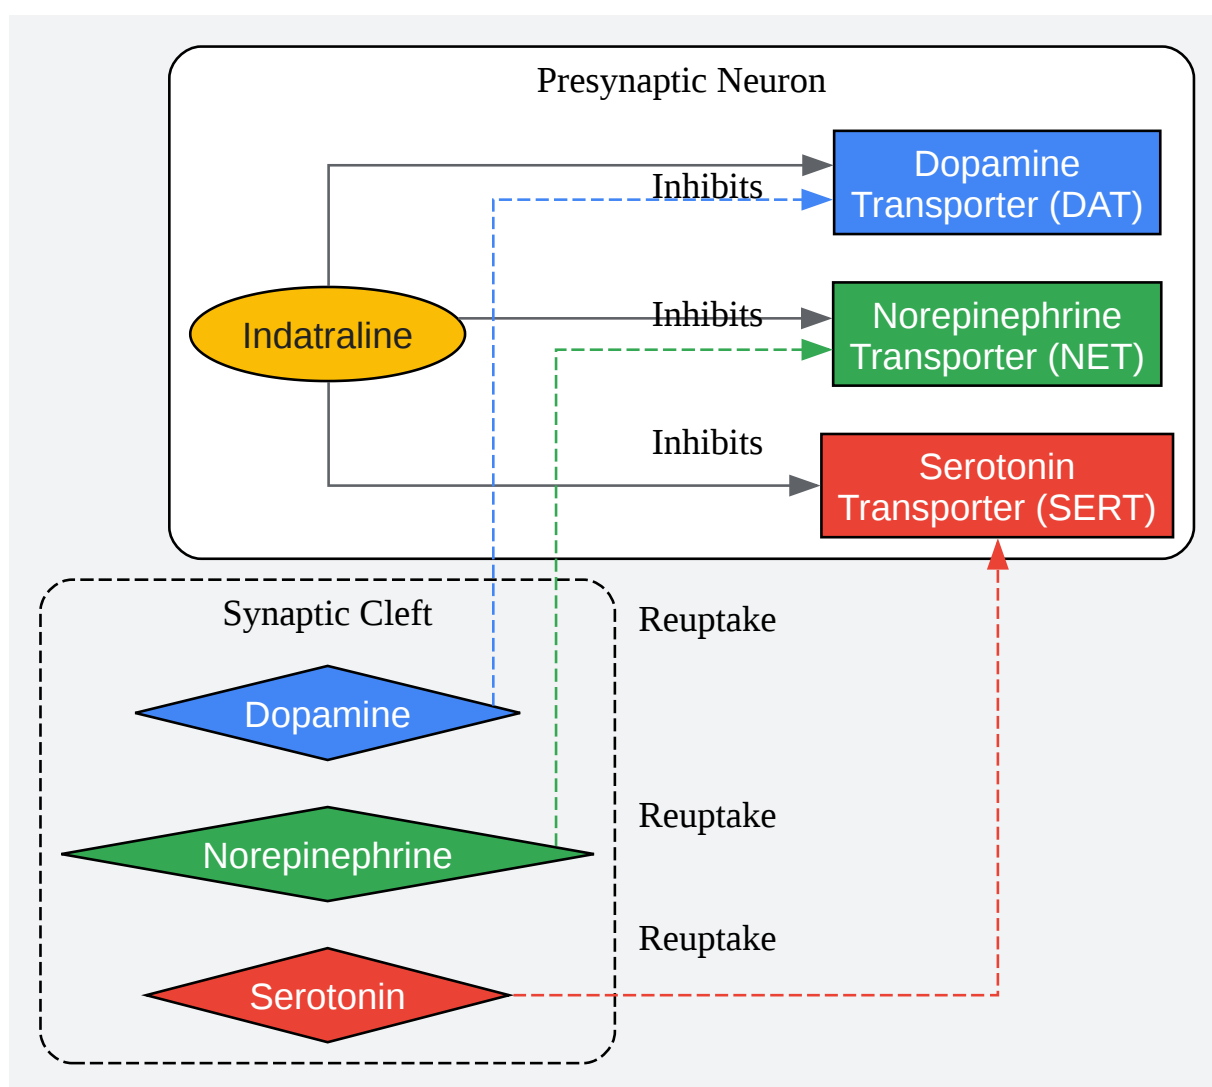 Presynaptic Neuron
Dopamine
Transporter (DAT)
Inhibits
Indatraline
Inhibits
Norepinephrine
Transporter (NET)
Inhibits
Serotonin
Transporter (SERT)
Synaptic Cleft
Reuptake
Dopamine
Reuptake
Norepinephrine
Reuptake
Serotonin